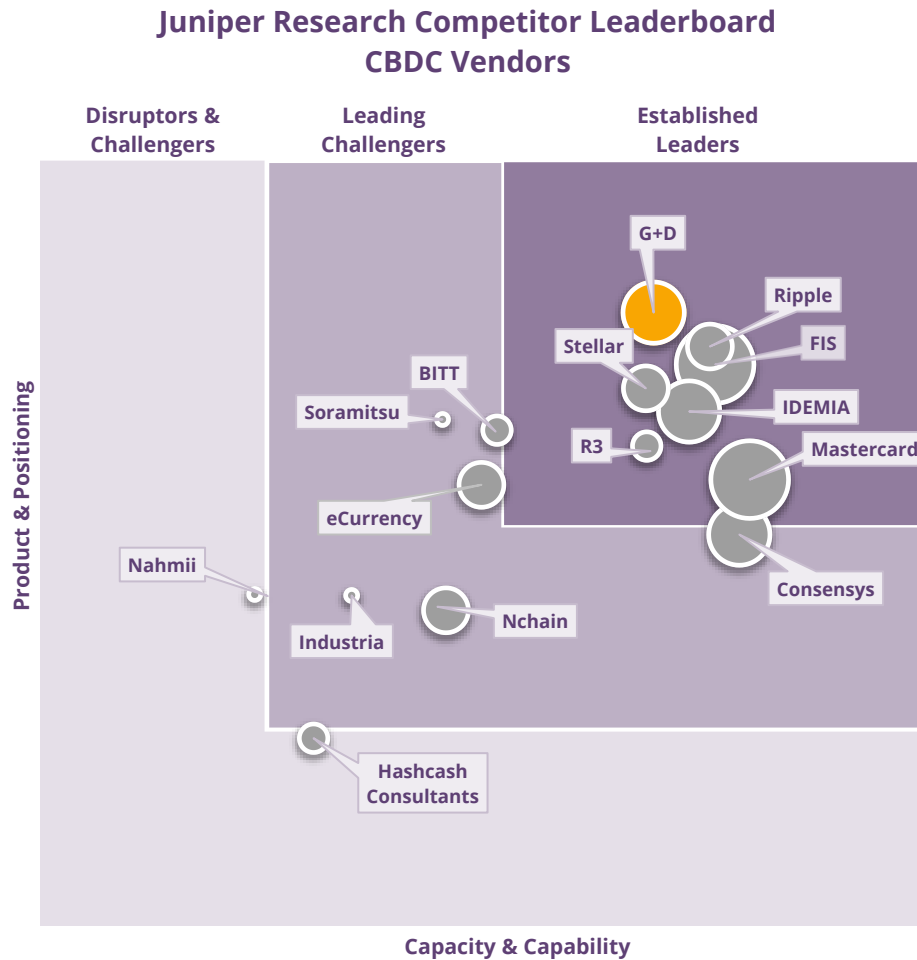 Juniper Research Competitor Leaderboard
CBDC Vendors
Disruptors &
Challengers
Leading
Challengers
Established
Leaders
G+D
Ripple
FIS
Stellar
BITT
Soramitsu
IDEMIA
R3
Mastercard
eCurrency
Nahmii
Consensys
Industria
Nchain
Hashcash
Consultants
Product & Positioning
Capacity & Capability